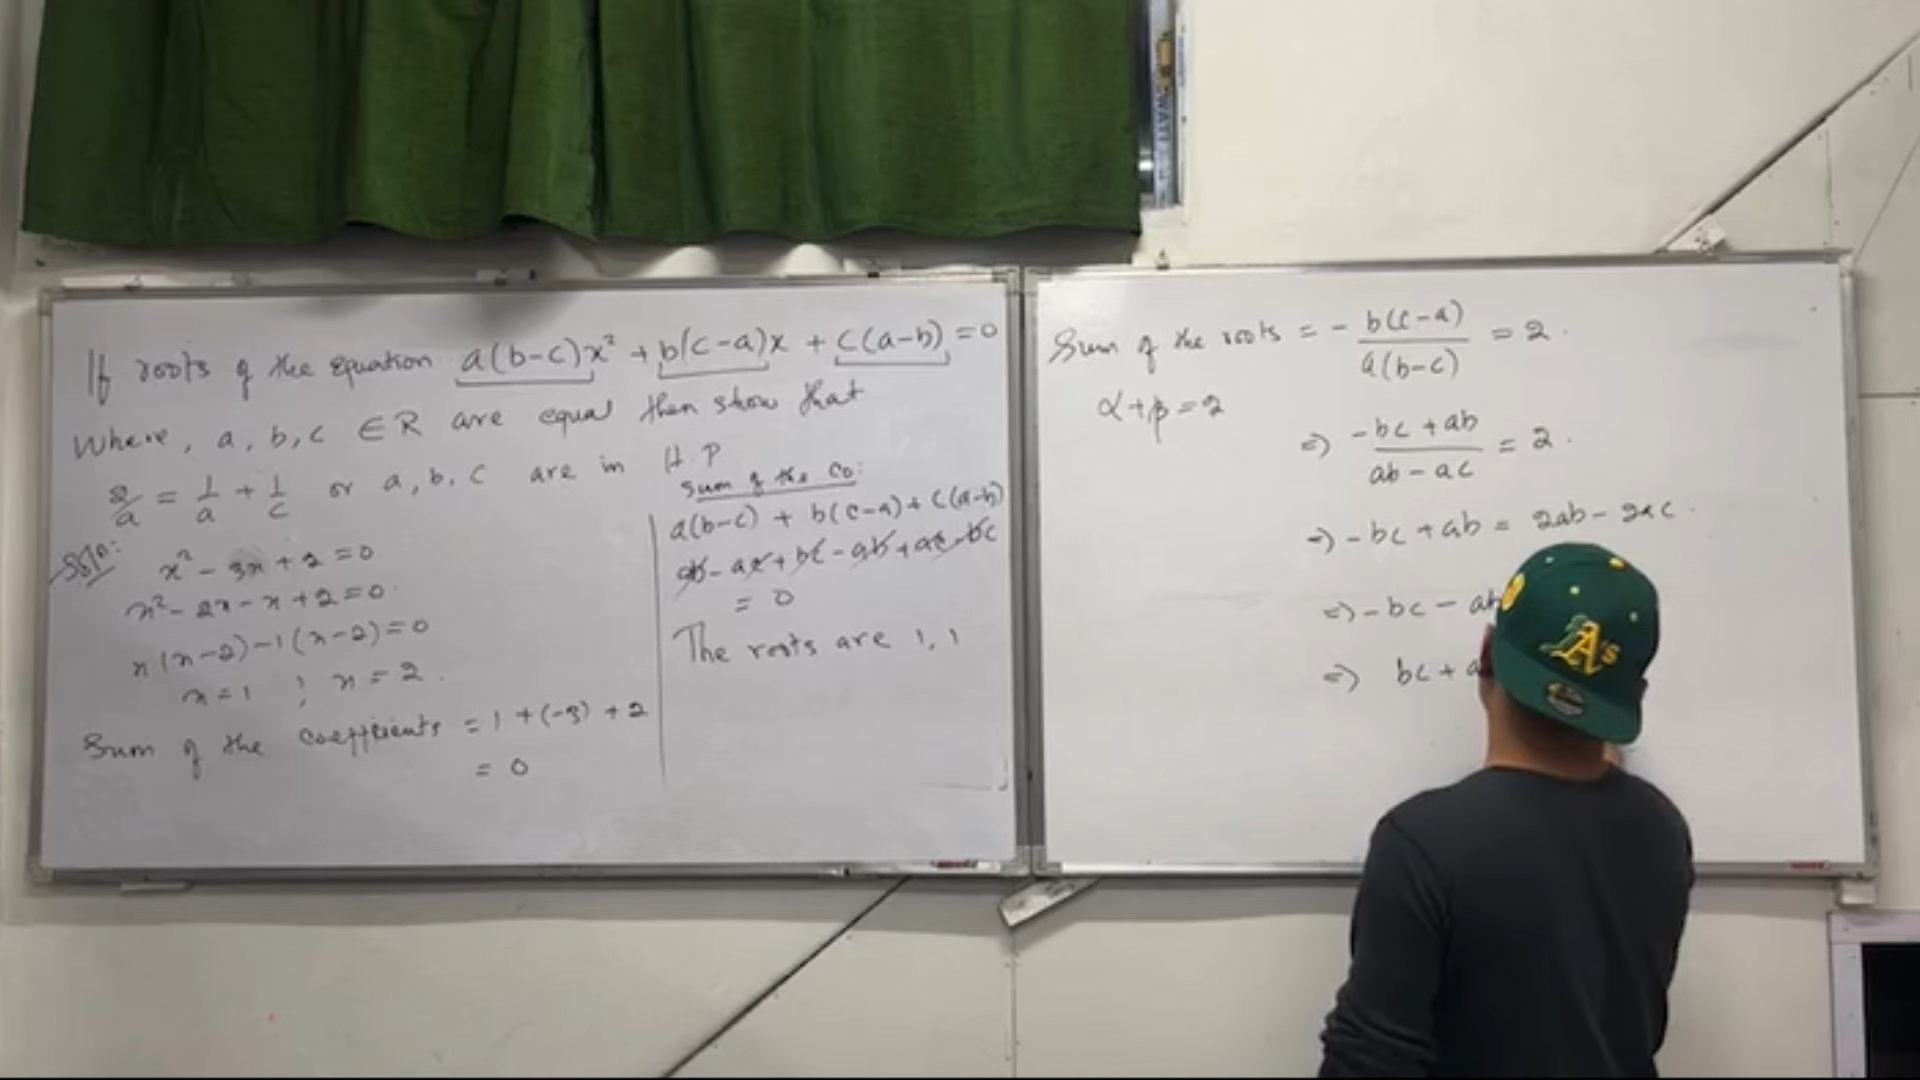 If roots of the equation a(b-c)x² + b(c-a)x + c(a-b) = 0
Where, a, b, c ∈ R are equal then show that
2/a = 1/a + 1/c or a, b, c are in H.P
Soln:
x² - 3x + 2 = 0
x² - 2x - x + 2 = 0.
x(x-2) - 1(x-2) = 0
x = 1 ; x = 2.
Sum of the coefficients = 1 + (-3) + 2
= 0
Sum of the Co:
a(b-c) + b(c-a) + c(a-b)
ab - ac + bc - ab + ac - bc
= 0
The roots are 1, 1
Sum of the roots = - b(c-a)/a(b-c) = 2.
α + β = 2
⇒ -bc + ab/ab - ac = 2.
⇒ -bc + ab = 2ab - 2ac.
⇒ -bc - ab
⇒ bc + a
A's